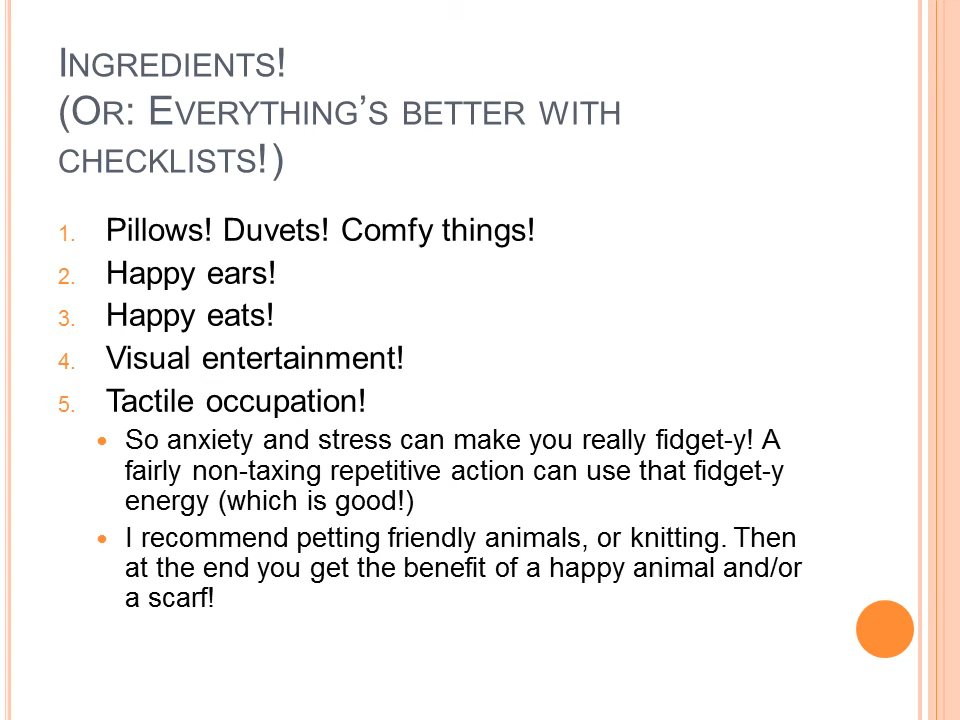 Ingredients!
(Or: Everything’s better with
checklists!)
1. Pillows! Duvets! Comfy things!
2. Happy ears!
3. Happy eats!
4. Visual entertainment!
5. Tactile occupation!
• So anxiety and stress can make you really fidget-y! A
fairly non-taxing repetitive action can use that fidget-y
energy (which is good!)
• I recommend petting friendly animals, or knitting. Then
at the end you get the benefit of a happy animal and/or
a scarf!